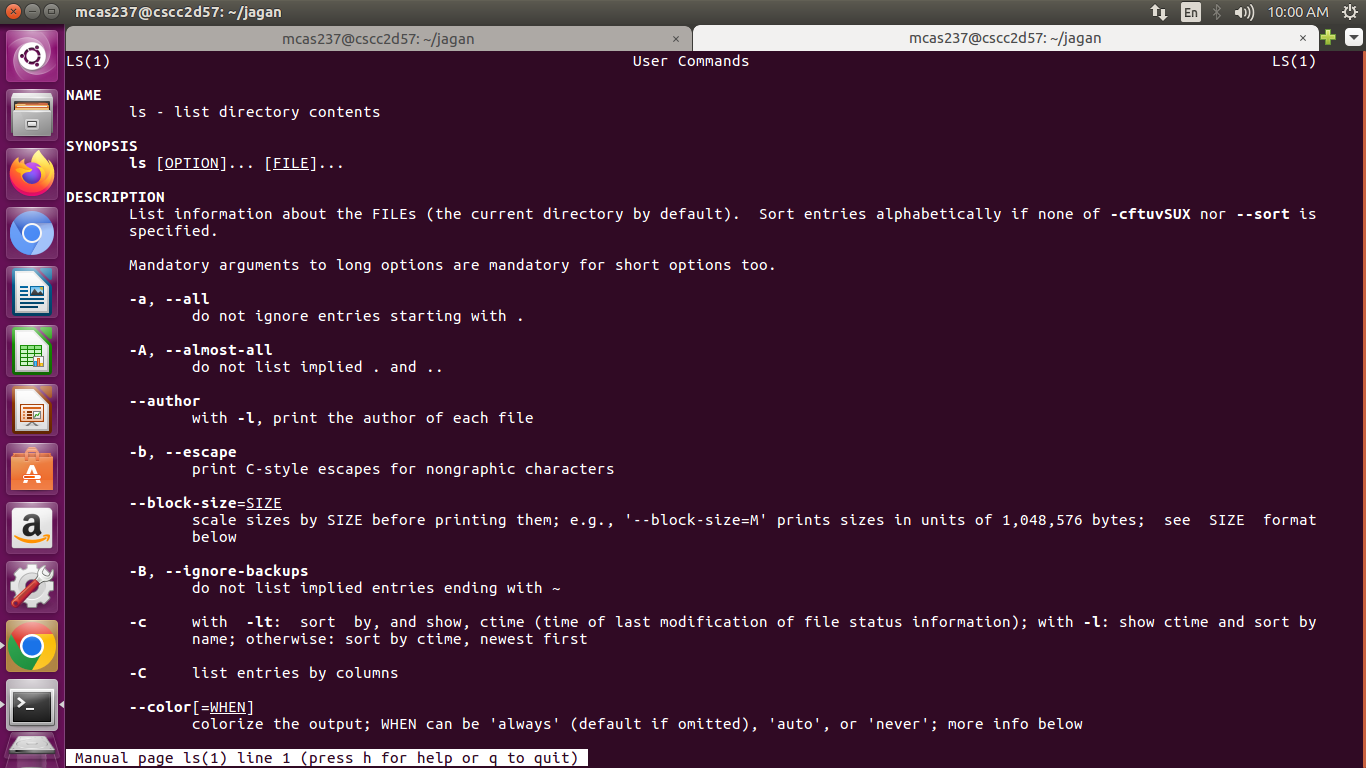 mcas237@cscc2d57: ~/jagan
En
10:00 AM
mcas237@cscc2d57: ~/jagan ×
mcas237@cscc2d57: ~/jagan ×
LS(1) User Commands LS(1)
NAME
ls - list directory contents
SYNOPSIS
ls [OPTION]... [FILE]...
DESCRIPTION
List information about the FILEs (the current directory by default).  Sort entries alphabetically if none of -cftuvSUX nor --sort is
specified.
Mandatory arguments to long options are mandatory for short options too.
-a, --all
do not ignore entries starting with .
-A, --almost-all
do not list implied . and ..
--author
with -l, print the author of each file
-b, --escape
print C-style escapes for nongraphic characters
--block-size=SIZE
scale sizes by SIZE before printing them; e.g., '--block-size=M' prints sizes in units of 1,048,576 bytes;  see  SIZE  format
below
-B, --ignore-backups
do not list implied entries ending with ~
-c with  -lt:  sort  by, and show, ctime (time of last modification of file status information); with -l: show ctime and sort by
name; otherwise: sort by ctime, newest first
-C list entries by columns
--color[=WHEN]
colorize the output; WHEN can be 'always' (default if omitted), 'auto', or 'never'; more info below
Manual page ls(1) line 1 (press h for help or q to quit)